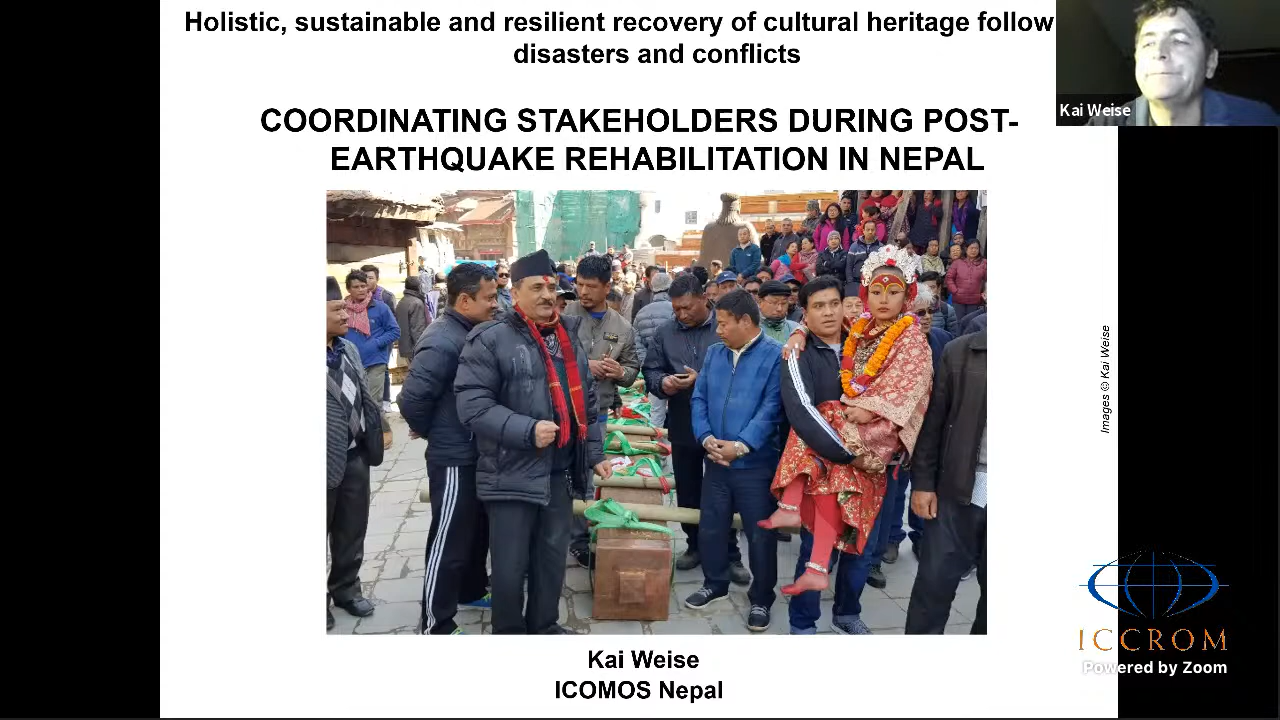 Holistic, sustainable and resilient recovery of cultural heritage follow
disasters and conflicts
Kai Weise
COORDINATING STAKEHOLDERS DURING POST-
EARTHQUAKE REHABILITATION IN NEPAL
Images © Kai Weise
ICCROM
Powered by Zoom
Kai Weise
ICOMOS Nepal